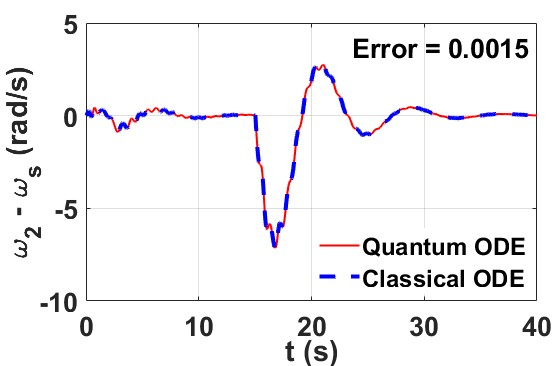 5
Error = 0.0015
0
ω2 - ωs (rad/s)
-5
Quantum ODE
Classical ODE
-10
0 10 20 30 40
t (s)